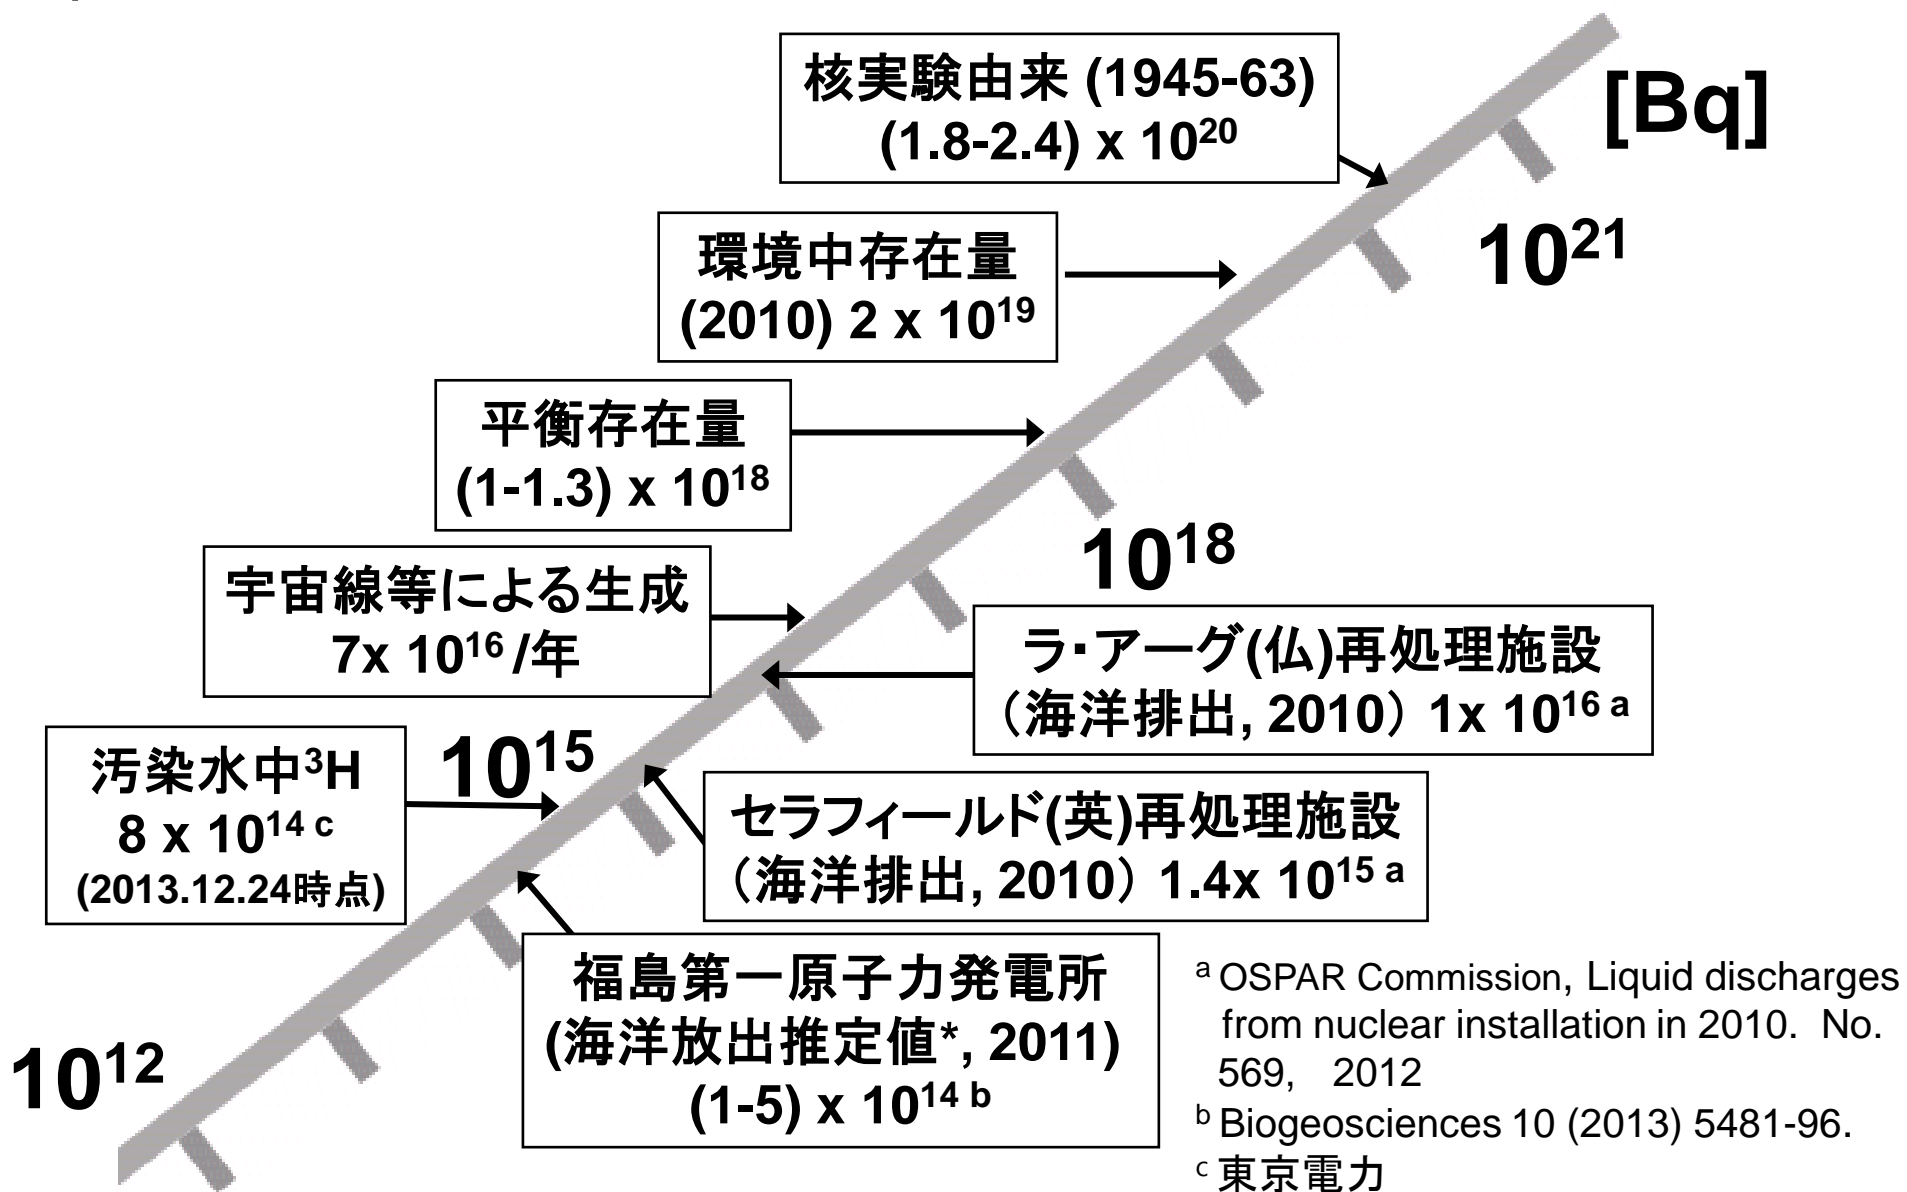 核実験由来 (1945-63)
(1.8-2.4) x 10²⁰
[Bq]
環境中存在量
(2010) 2 x 10¹⁹
10²¹
平衡存在量
(1-1.3) x 10¹⁸
10¹⁸
宇宙線等による生成
7x 10¹⁶ /年
ラ・アーグ(仏)再処理施設
（海洋排出, 2010） 1x 10¹⁶ ᵃ
10¹⁵
汚染水中³H
8 x 10¹⁴ ᶜ
(2013.12.24時点)
セラフィールド(英)再処理施設
（海洋排出, 2010） 1.4x 10¹⁵ ᵃ
福島第一原子力発電所
(海洋放出推定値*, 2011)
(1-5) x 10¹⁴ ᵇ
10¹²
ᵃ OSPAR Commission, Liquid discharges
from nuclear installation in 2010. No.
569, 2012
ᵇ Biogeosciences 10 (2013) 5481-96.
ᶜ 東京電力